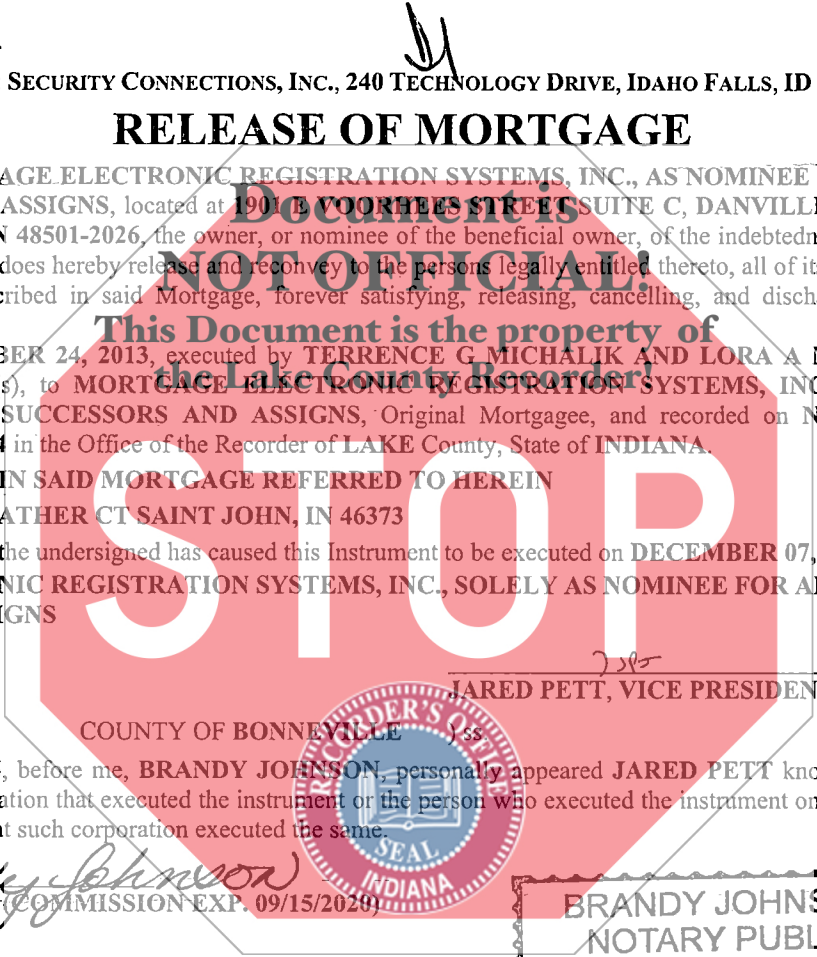 SECURITY CONNECTIONS, INC., 240 TECHNOLOGY DRIVE, IDAHO FALLS, ID
RELEASE OF MORTGAGE
AGE ELECTRONIC REGISTRATION SYSTEMS, INC., AS NOMINEE
ASSIGNS, located at 1901 E VOORHEES STREET SUITE C, DANVILL
Document is
N 48501-2026, the owner, or nominee of the beneficial owner, of the indebtedn
does hereby release and reconvey to the persons legally entitled thereto, all of it
NOT OFFICIAL!
ribed in said Mortgage, forever satisfying, releasing, cancelling, and disch
This Document is the property of
BER 24, 2013, executed by TERRENCE G MICHALIK AND LORA A
the Lake County Recorder!
s), to MORTGAGE ELECTRONIC REGISTRATION SYSTEMS, INC
SUCCESSORS AND ASSIGNS, Original Mortgagee, and recorded on N
4 in the Office of the Recorder of LAKE County, State of INDIANA.
IN SAID MORTGAGE REFERRED TO HEREIN
ATHER CT SAINT JOHN, IN 46373
STOP
the undersigned has caused this Instrument to be executed on DECEMBER 07,
NIC REGISTRATION SYSTEMS, INC., SOLELY AS NOMINEE FOR A
IGNS
JARED PETT, VICE PRESIDEN
COUNTY OF BONNEVILLE ) ss.
, before me, BRANDY JOHNSON, personally appeared JARED PETT kno
ation that executed the instrument or the person who executed the instrument on
t such corporation executed the same.
RECORDER'S OFFICE
SEAL
INDIANA
Johnson
(COMMISSION EXP. 09/15/2020)
BRANDY JOHNS
NOTARY PUBL